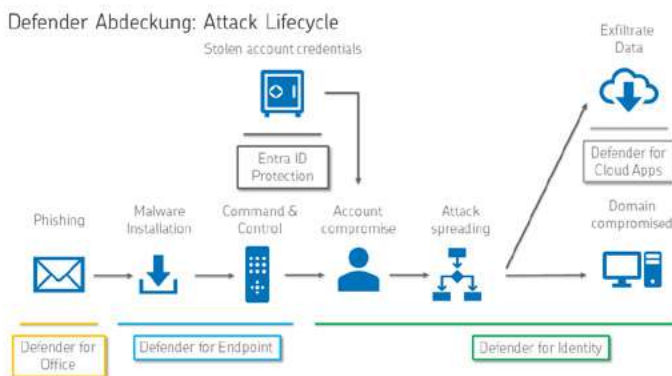 Defender Abdeckung: Attack Lifecycle
Stolen account credentials
Exfiltrate
Data
Entra ID
Protection
Defender for
Cloud Apps
Phishing
Malware
Installation
Command &
Control
Account
compromise
Attack
spreading
Domain
compromised
Defender for
Office
Defender for Endpoint
Defender for Identity